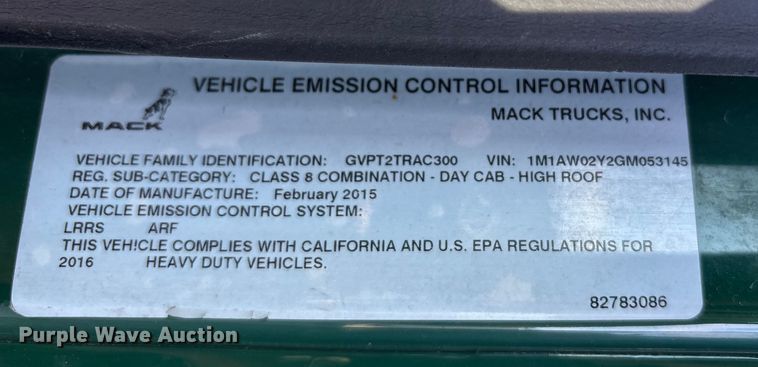 VEHICLE EMISSION CONTROL INFORMATION
MACK
MACK TRUCKS, INC.
VEHICLE FAMILY IDENTIFICATION: GVPT2TRAC300 VIN: 1M1AW02Y2GM053145
REG. SUB-CATEGORY: CLASS 8 COMBINATION - DAY CAB - HIGH ROOF
DATE OF MANUFACTURE: February 2015
VEHICLE EMISSION CONTROL SYSTEM:
LRRS ARF
THIS VEHICLE COMPLIES WITH CALIFORNIA AND U.S. EPA REGULATIONS FOR
2016 HEAVY DUTY VEHICLES.
82783086
Purple Wave Auction